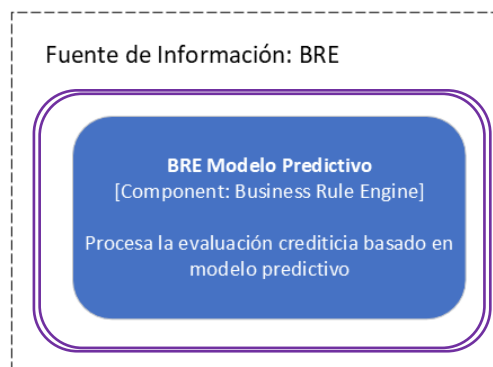 Fuente de Información: BRE
BRE Modelo Predictivo
[Component: Business Rule Engine]
Procesa la evaluación crediticia basado en
modelo predictivo